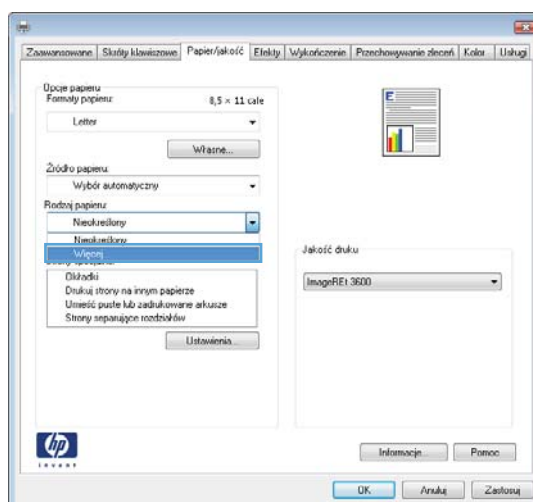 Zaawansowane Skróty klawiszowe Papier/jakość Efekty Wykończenie Przechowywanie zleceń Kolor Usługi
Opcje papieru
Formaty papieru: 8,5 × 11 cale
Letter
Własne...
Źródło papieru:
Wybór automatyczny
Rodzaj papieru:
Nieokreślony
Nieokreślony
Więcej
Okładki
Drukuj strony na innym papierze
Umieść puste lub zadrukowane arkusze
Strony separujące rozdziałów
Ustawienia...
E
Jakość druku
ImageREt 3600
hp
invent
Informacje... Pomoc
OK Anuluj Zastosuj